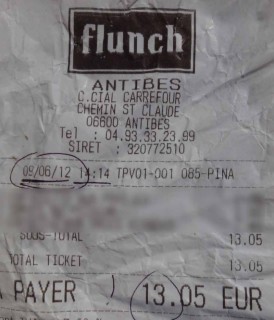 flunch
ANTIBES
C.CIAL CARREFOUR
CHEMIN ST CLAUDE
06600 ANTIBES
Tel : 04.93.33.23.99
SIRET : 320772510
09/06/12 14:14 TPV01-001 085-PINA
SOUS-TOTAL 13.05
TOTAL TICKET 13.05
A PAYER 13.05 EUR